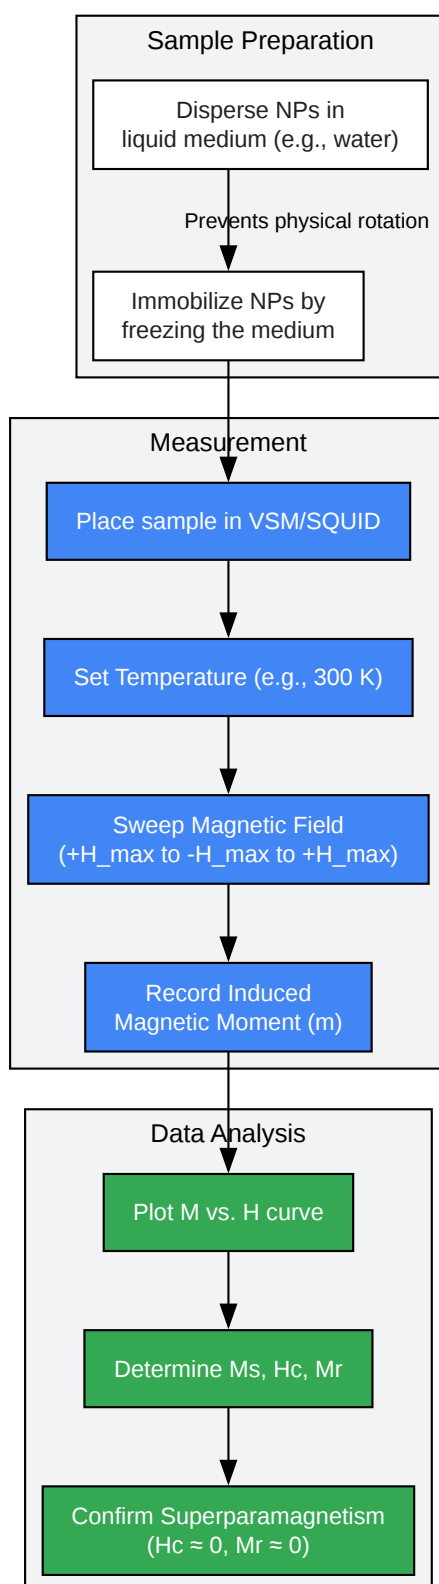 Sample Preparation
Disperse NPs in
liquid medium (e.g., water)
Prevents physical rotation
Immobilize NPs by
freezing the medium
Measurement
Place sample in VSM/SQUID
Set Temperature (e.g., 300 K)
Sweep Magnetic Field
(+H_max to -H_max to +H_max)
Record Induced
Magnetic Moment (m)
Data Analysis
Plot M vs. H curve
Determine Ms, Hc, Mr
Confirm Superparamagnetism
(Hc ≈ 0, Mr ≈ 0)